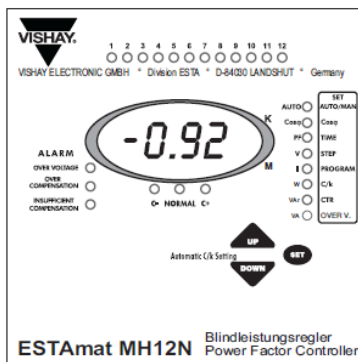 VISHAY.
1 2 3 4 5 6 7 8 9 10 11 12
VISHAY ELECTRONIC GMBH * Division ESTA * D-84030 LANDSHUT * Germany
K
-0.92
M
ALARM
OVER VOLTAGE
OVER
COMPENSATION
INSUFFICIENT
COMPENSATION
C- NORMAL C+
SET
AUTO AUTO/MAN
Cosφ Cosφ
PF TIME
V STEP
I PROGRAM
W C/k
VAr CTR
VA OVER V.
Automatic C/k Setting
UP
SET
DOWN
ESTAmat MH12N
Blindleistungsregler
Power Factor Controller